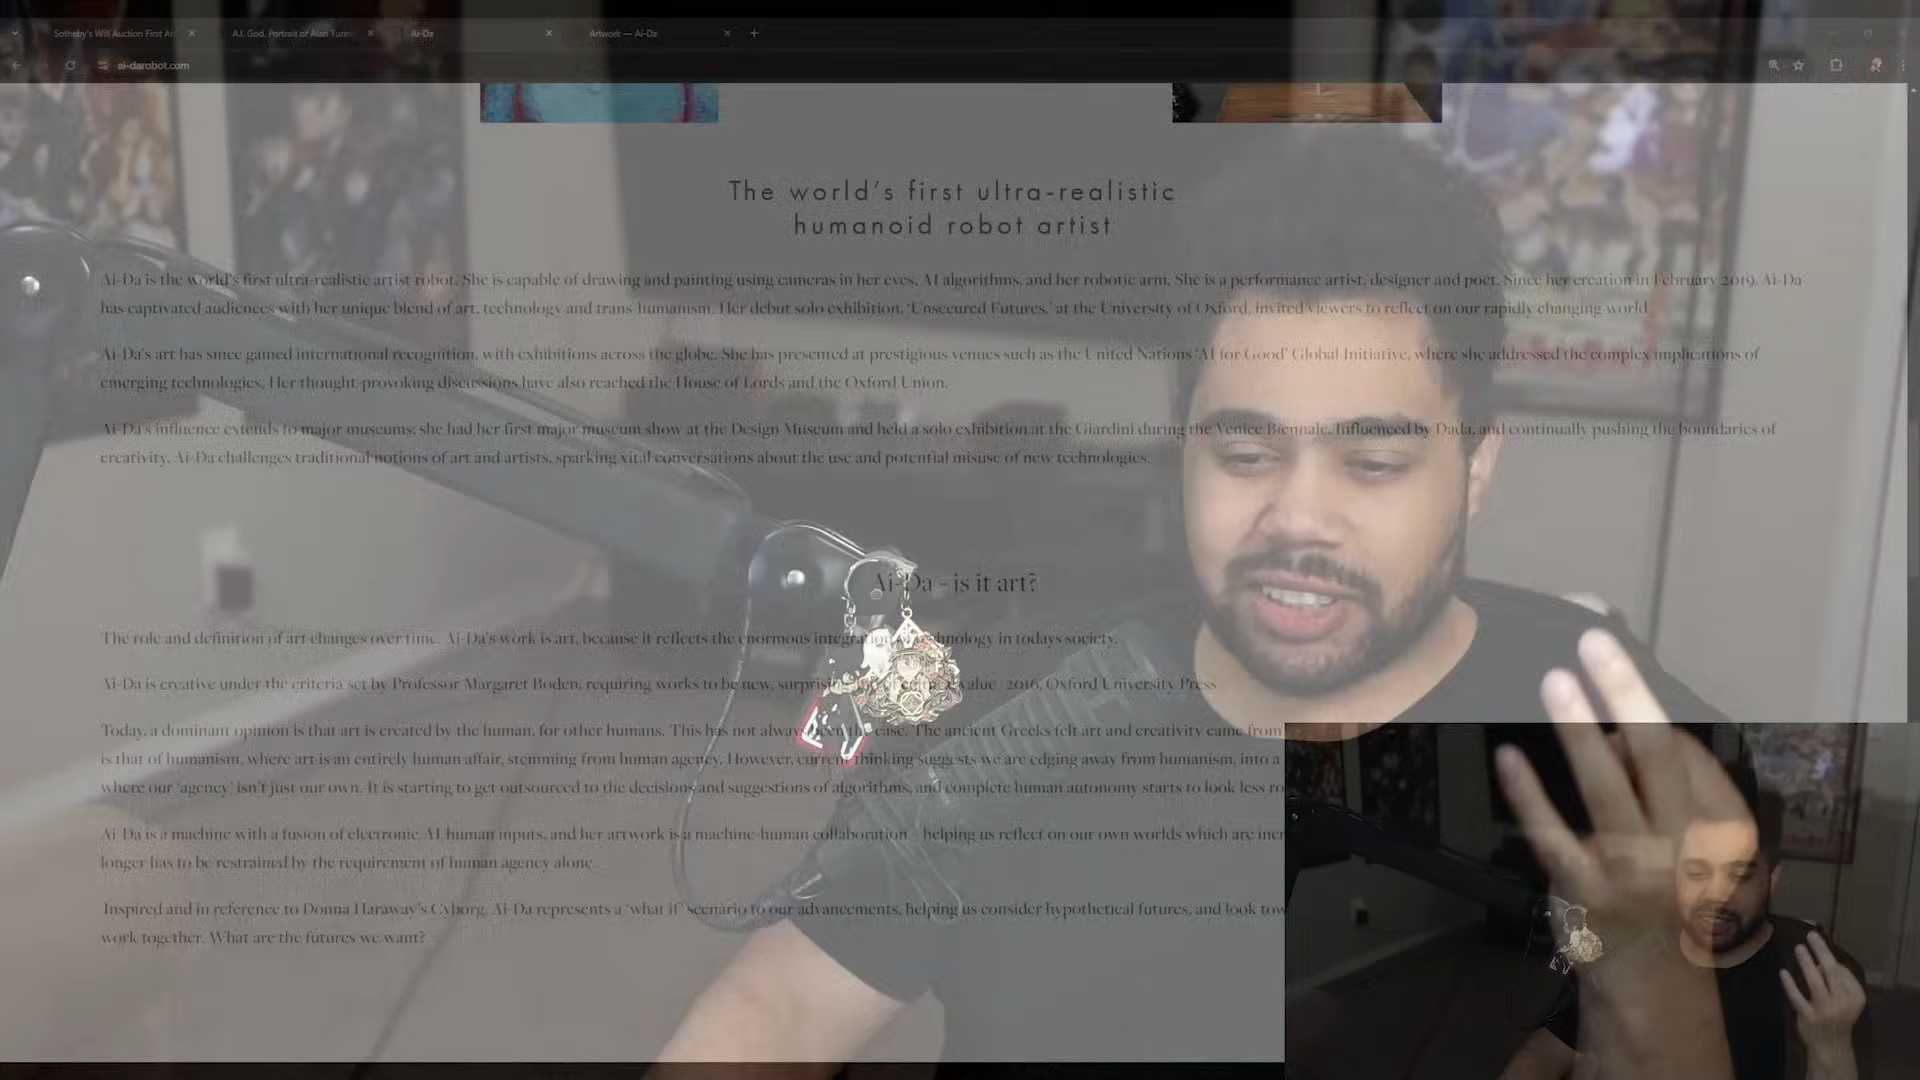 Sotheby's Will Auction First Ar
A.I. God. Portrait of Alan Turin
Ai-Da
Artwork — Ai-Da
ai-darobot.com
The world's first ultra-realistic
humanoid robot artist
Ai-Da is the world's first ultra-realistic artist robot. She is capable of drawing and painting using cameras in her eyes, AI algorithms, and her robotic arm. She is a performance artist, designer and poet. Since her creation in February 2019, Ai-Da
has captivated audiences with her unique blend of art, technology and trans-humanism. Her debut solo exhibition, 'Unsecured Futures,' at the University of Oxford, invited viewers to reflect on our rapidly changing world.
Ai-Da's art has since gained international recognition, with exhibitions across the globe. She has presented at prestigious venues such as the United Nations 'AI for Good' Global Initiative, where she addressed the complex implications of
emerging technologies. Her thought-provoking discussions have also reached the House of Lords and the Oxford Union.
Ai-Da's influence extends to major museums; she had her first major museum show at the Design Museum and held a solo exhibition at the Giardini during the Venice Biennale. Influenced by Dada, and continually pushing the boundaries of
creativity, Ai-Da challenges traditional notions of art and artists, sparking vital conversations about the use and potential misuse of new technologies.
Ai-Da - is it art?
The role and definition of art changes over time. Ai-Da's work is art, because it reflects the enormous integration of technology in todays society.
Ai-Da is creative under the criteria set by Professor Margaret Boden, requiring works to be new, surprising value 2016, Oxford University Press
Today, a dominant opinion is that art is created by the human, for other humans. This has not always been the case. The ancient Greeks felt art and creativity came from
is that of humanism, where art is an entirely human affair, stemming from human agency. However, current thinking suggests we are edging away from humanism, into a
where our 'agency' isn't just our own. It is starting to get outsourced to the decisions and suggestions of algorithms, and complete human autonomy starts to look less ro
Ai-Da is a machine with a fusion of electronic AI human inputs, and her artwork is a machine-human collaboration - helping us reflect on our own worlds which are incr
longer has to be restrained by the requirement of human agency alone.
Inspired and in reference to Donna Haraway's Cyborg, Ai-Da represents a 'what if' scenario to our advancements, helping us consider hypothetical futures, and look tow
work together. What are the futures we want?